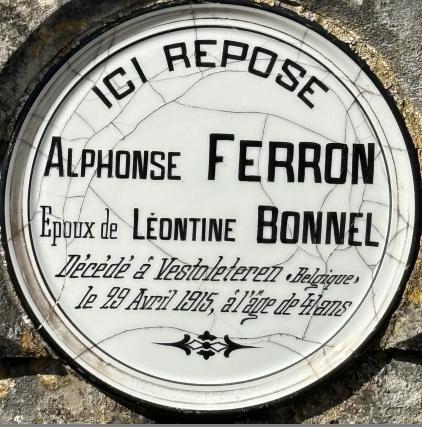 ICI REPOSE
ALPHONSE FERRON
Epoux de LÉONTINE BONNEL
Décédé à Vestoleteren (Belgique)
le 29 Avril 1915, à l'âge de 41 ans